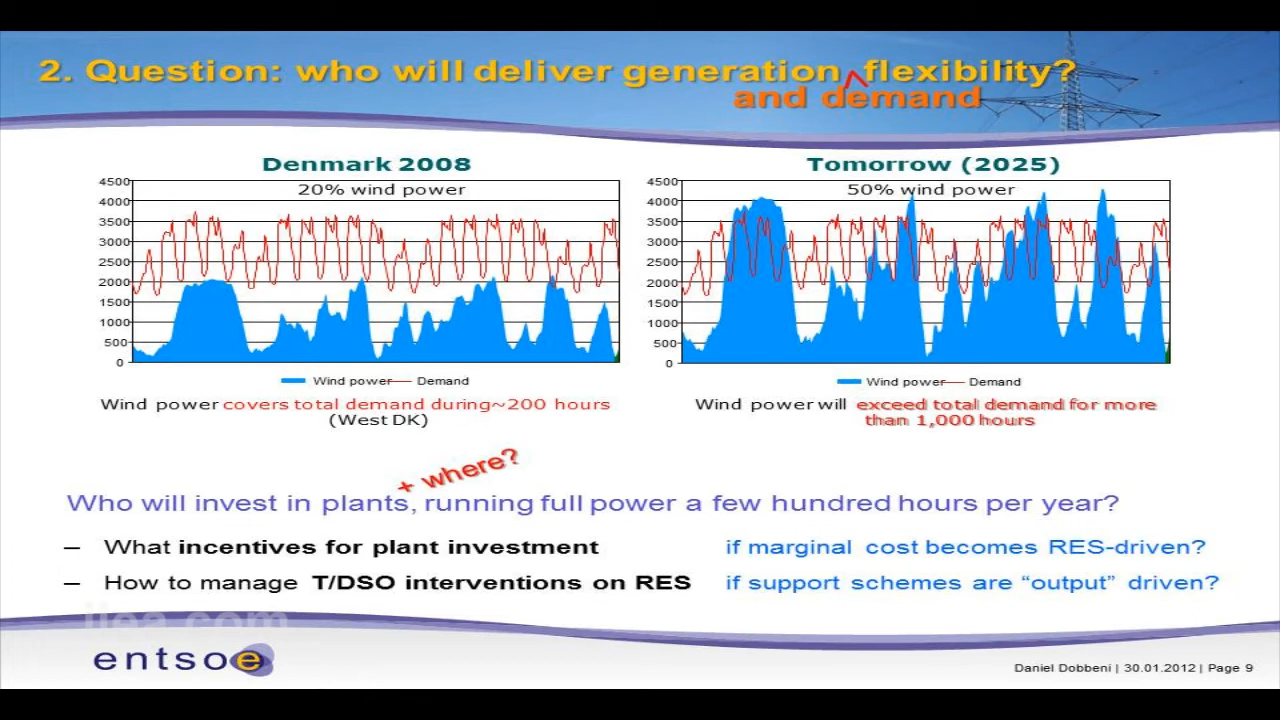 2. Question: who will deliver generation flexibility?
and demand
Denmark 2008
20% wind power
4500
4000
3500
3000
2500
2000
1500
1000
500
0
Wind power
Demand
Wind power covers total demand during~200 hours
(West DK)
Tomorrow (2025)
50% wind power
4500
4000
3500
3000
2500
2000
1500
1000
500
0
Wind power
Demand
Wind power will exceed total demand for more
than 1,000 hours
+ where?
Who will invest in plants, running full power a few hundred hours per year?
– What incentives for plant investment if marginal cost becomes RES-driven?
– How to manage T/DSO interventions on RES if support schemes are “output” driven?
iiea.com
entsoe
Daniel Dobbeni | 30.01.2012 | Page 9